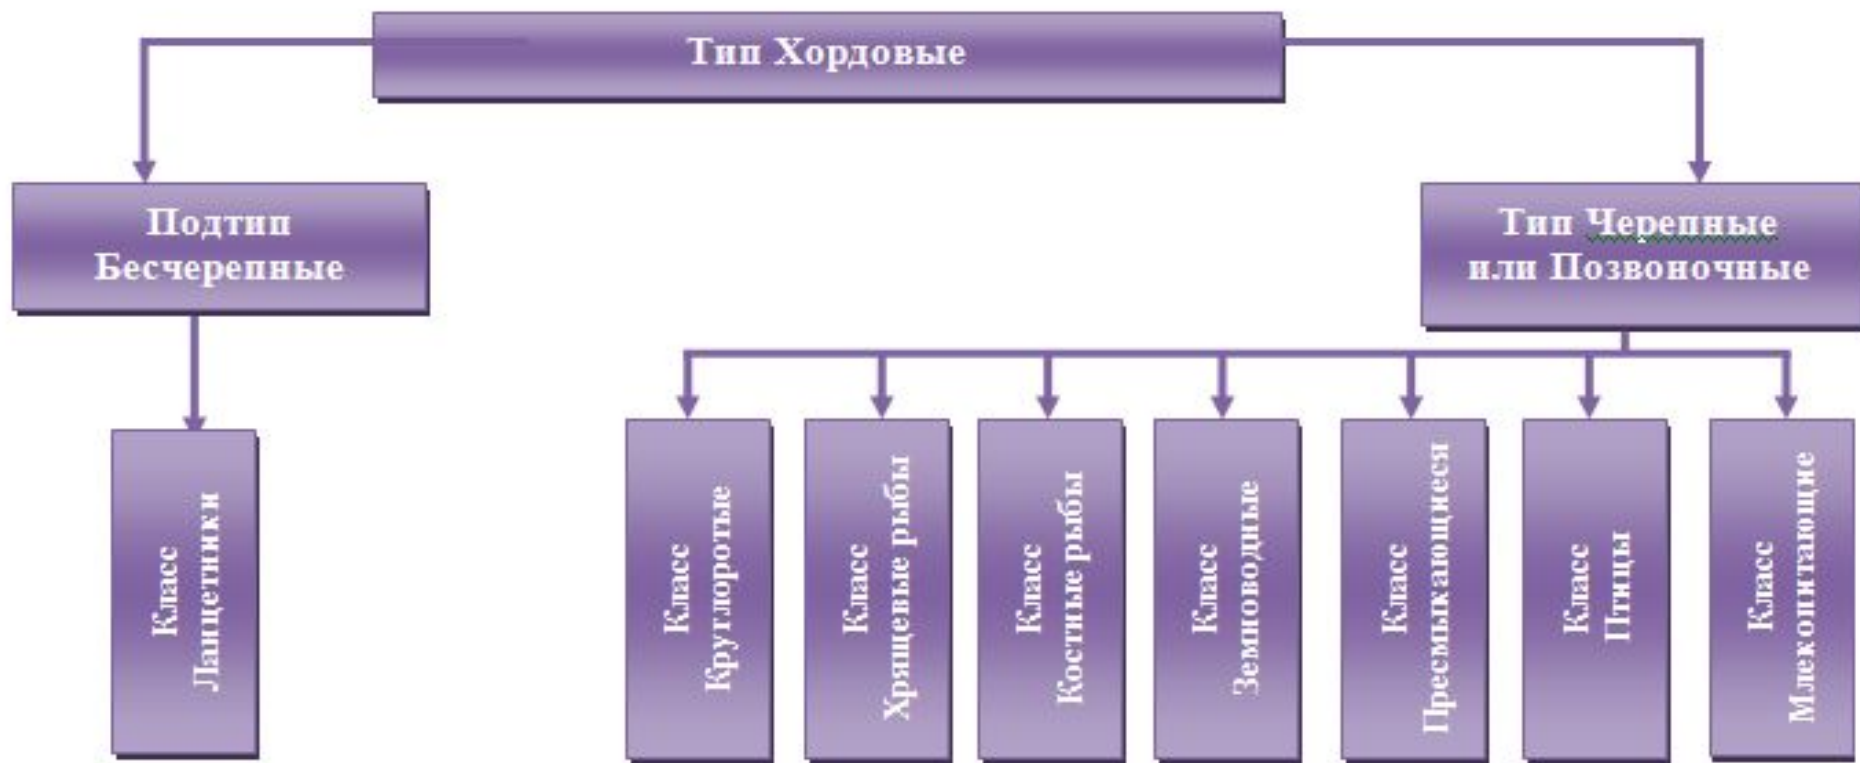 Тип Хордовые
Подтип
Бесчерепные
Тип Черепные
или Позвоночные
Класс
Ланцетники
Класс
Круглоротые
Класс
Хрящевые рыбы
Класс
Костные рыбы
Класс
Земноводные
Класс
Пресмыкающиеся
Класс
Птицы
Класс
Млекопитающие